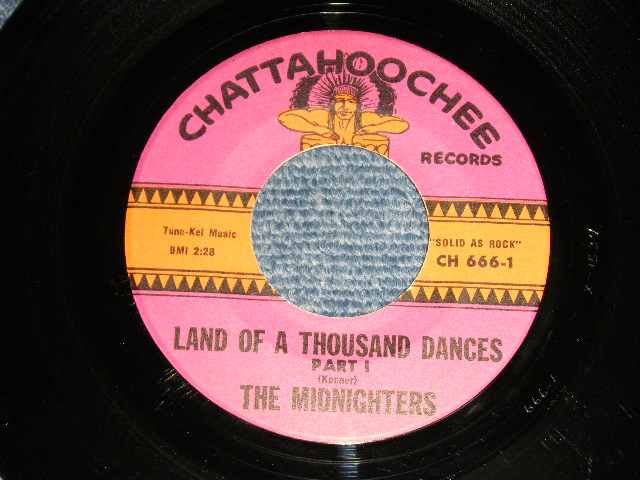 CHATTAHOOCHEE
RECORDS
Tune-Kel Music
BMI 2:28
"SOLID AS ROCK"
CH 666-1
LAND OF A THOUSAND DANCES
PART I
(Kenner)
THE MIDNIGHTERS